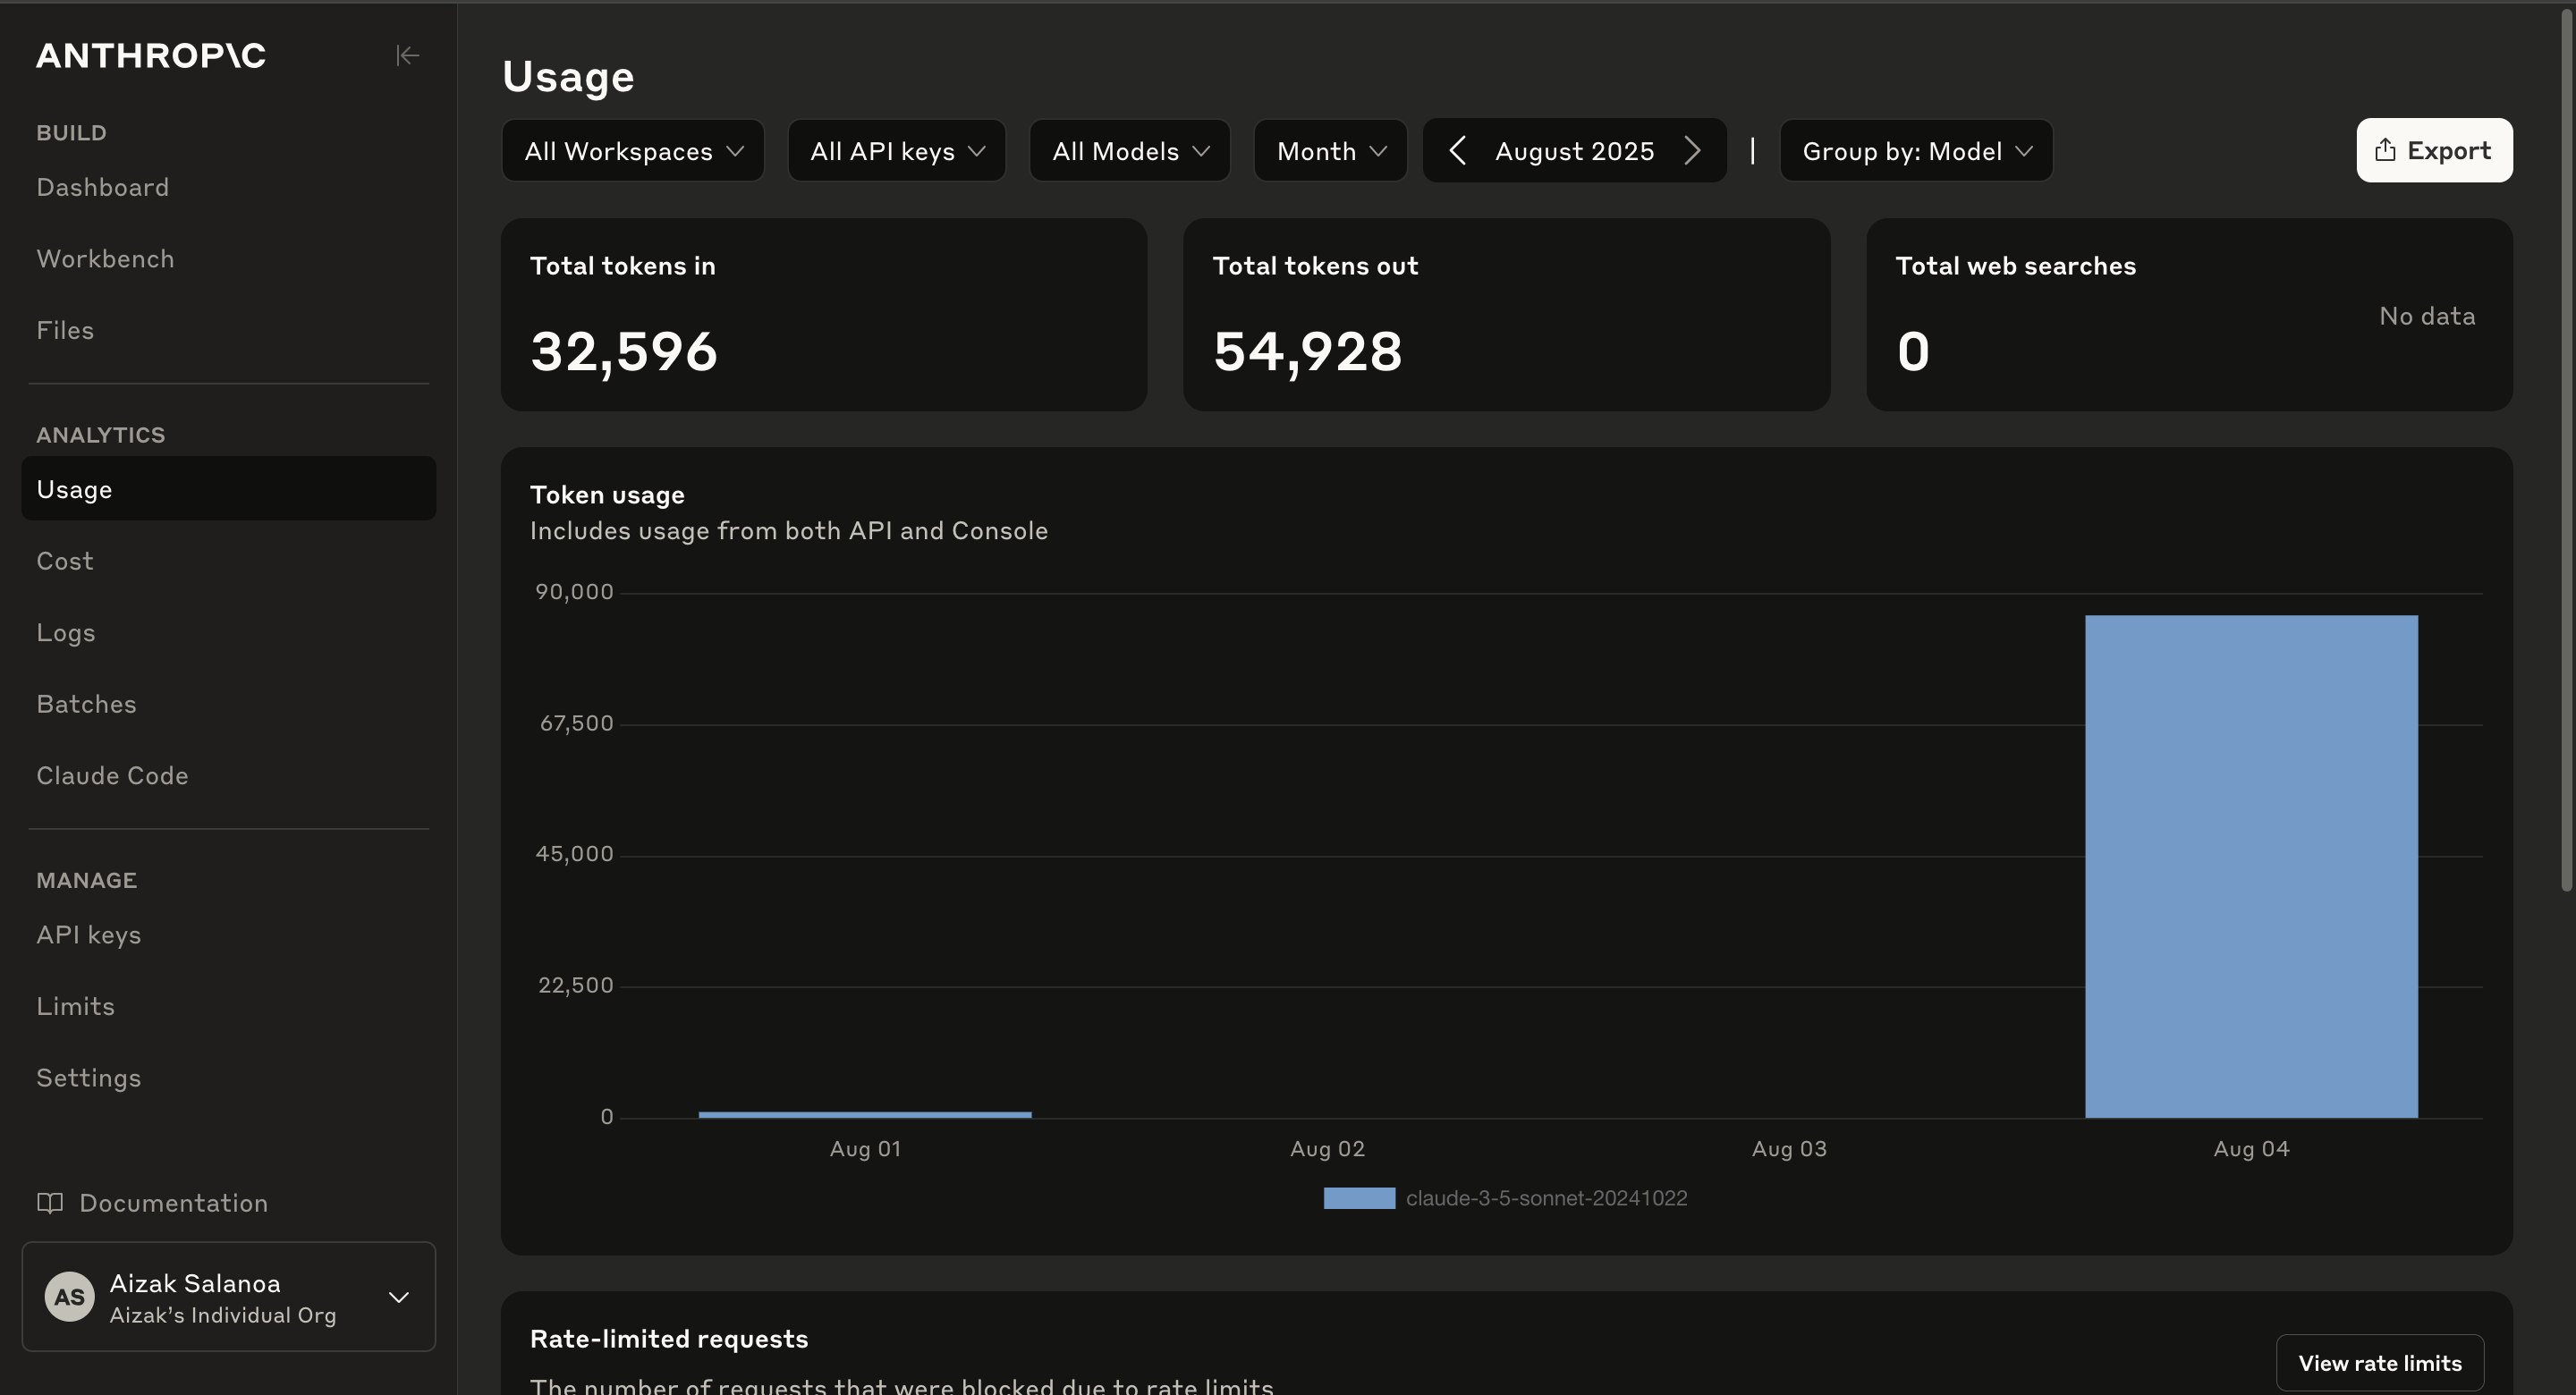 ANTHROP\C
BUILD
Dashboard
Workbench
Files
ANALYTICS
Usage
Cost
Logs
Batches
Claude Code
MANAGE
API keys
Limits
Settings
Documentation
AS
Aizak Salanoa
Aizak’s Individual Org
Usage
All Workspaces
All API keys
All Models
Month
August 2025
|
Group by: Model
Export
Total tokens in
32,596
Total tokens out
54,928
Total web searches
No data
0
Token usage
Includes usage from both API and Console
90,000
67,500
45,000
22,500
0
Aug 01
Aug 02
Aug 03
Aug 04
claude-3-5-sonnet-20241022
Rate-limited requests
View rate limits
The number of requests that were blocked due to rate limits